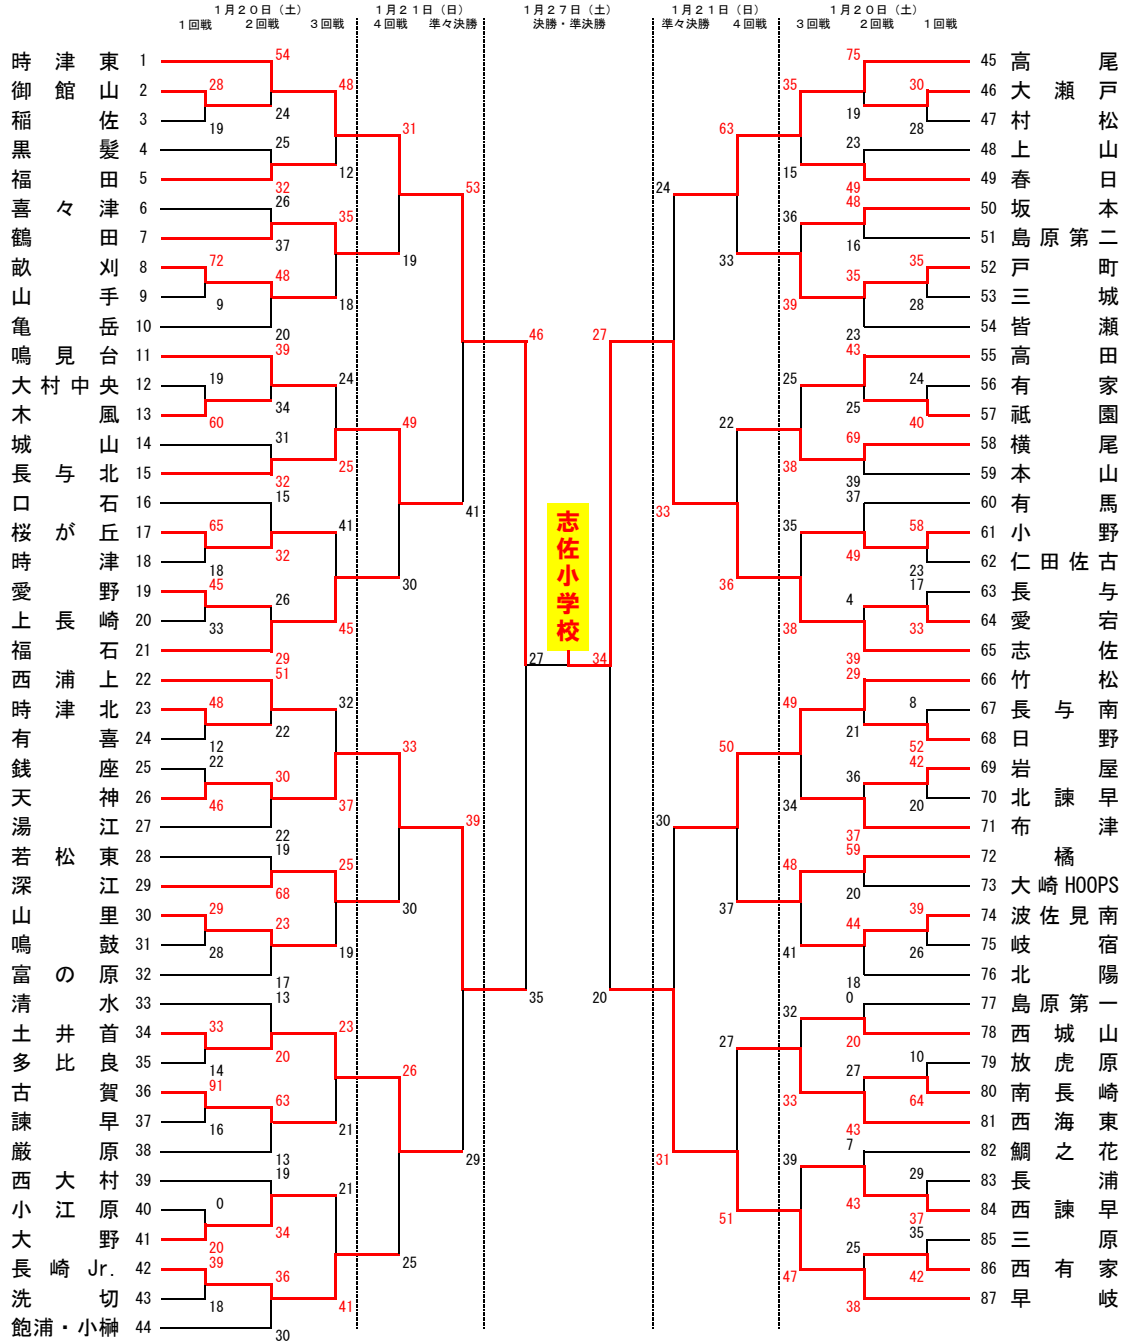 1月20日（土） 1月21日（日） 1月27日（土） 1月21日（日） 1月20日（土）
1回戦 2回戦 3回戦 4回戦 準々決勝 決勝・準決勝 準々決勝 4回戦 3回戦 2回戦 1回戦
時津東 1 54 75 45 高尾
御館山 2 28 48 35 30 46 大瀬戸
稲佐 3 19 24 31 63 19 28 47 村松
黒髪 4 25 23 48 上山
福田 5 32 12 53 24 15 49 49 春日
喜々津 6 26 35 36 48 50 坂本
鶴田 7 37 16 51 島原第二
畝刈 8 72 48 19 33 35 35 52 戸町
山手 9 9 18 39 28 53 三城
亀岳 10 20 46 27 23 54 皆瀬
鳴見台 11 39 43 55 高田
大村中央 12 19 24 25 24 56 有家
木風 13 60 34 49 22 25 40 57 祗園
城山 14 31 69 58 横尾
長与北 15 32 25 38 39 59 本山
口石 16 15 41 33 37 60 有馬
桜が丘 17 65 41 35 58 61 小野
時津 18 18 32 49 23 62 仁田佐古
愛野 19 45 26 30 36 4 17 63 長与
上長崎 20 33 45 38 33 64 愛宕
福石 21 29 39 65 志佐
志佐小学校
27 34
西浦上 22 51 29 66 竹松
時津北 23 48 32 49 8 67 長与南
有喜 24 12 22 33 50 21 52 68 日野
銭座 25 22 30 36 42 69 岩屋
天神 26 46 37 34 20 70 北諫早
湯江 27 22 39 30 37 71 布津
若松東 28 19 25 48 59 72 橘
深江 29 68 20 73 大崎HOOPS
山里 30 29 23 30 37 44 39 74 波佐見南
鳴鼓 31 28 19 41 26 75 岐宿
富の原 32 17 35 20 18 76 北陽
清水 33 13 0 77 島原第一
土井首 34 33 23 32 20 78 西城山
多比良 35 14 20 26 27 27 10 79 放虎原
古賀 36 91 63 64 80 南長崎
諫早 37 16 21 33 43 81 西海東
厳原 38 13 29 31 7 82 鯛之花
西大村 39 19 21 39 29 83 長浦
小江原 40 0 43 37 84 西諫早
大野 41 20 34 51 35 85 三原
長崎Jr. 42 39 36 25 25 42 86 西有家
洗切 43 18 41 47 38 87 早岐
飽浦・小榊 44 30